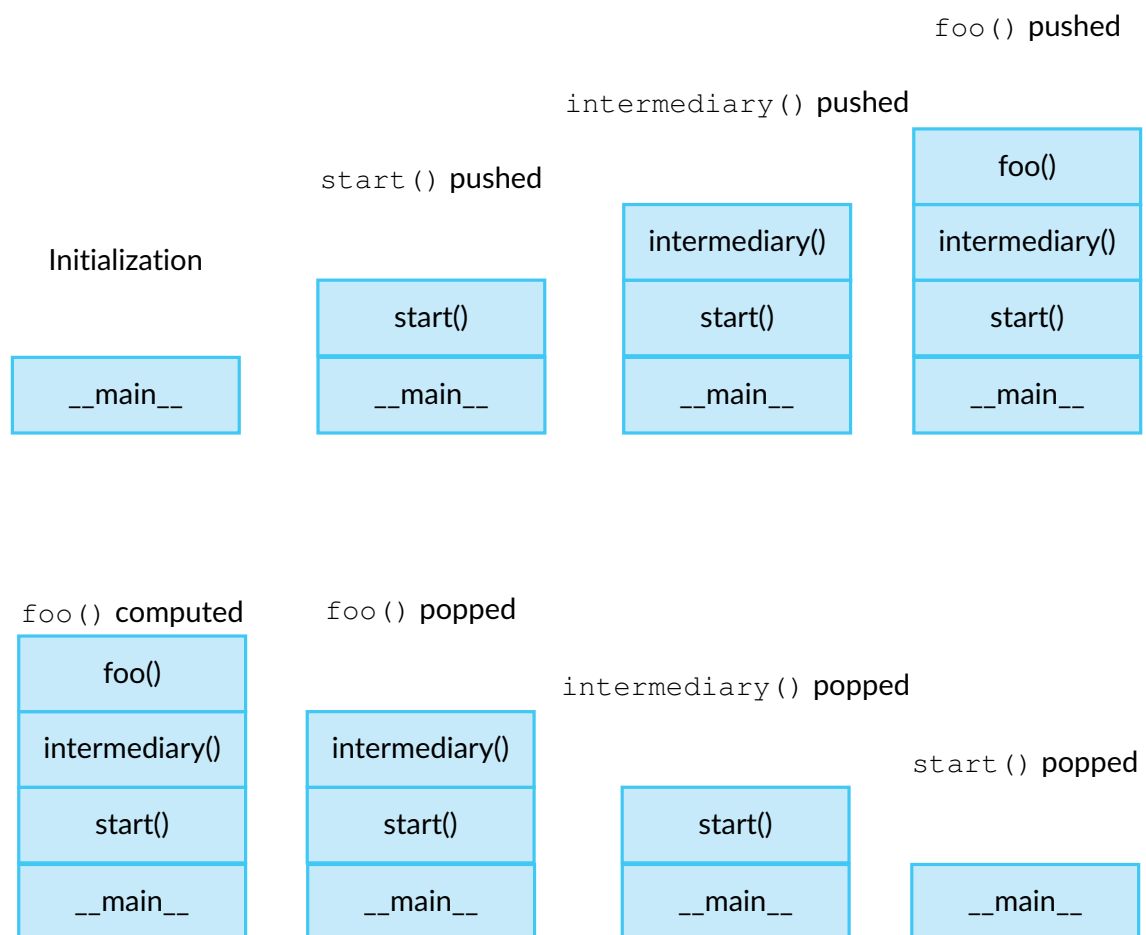 foo() pushed
intermediary() pushed
foo()
start() pushed
intermediary()
intermediary()
Initialization
start()
start()
start()
__main__
__main__
__main__
__main__
foo() computed
foo() popped
foo()
intermediary() popped
intermediary()
intermediary()
start() popped
start()
start()
start()
__main__
__main__
__main__
__main__